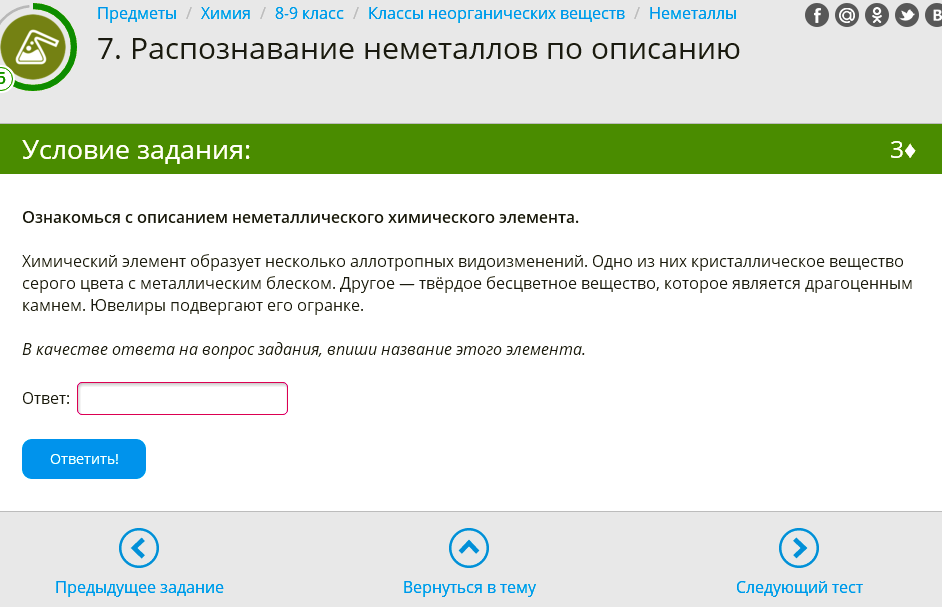 Предметы / Химия / 8-9 класс / Классы неорганических веществ / Неметаллы
7. Распознавание неметаллов по описанию
Условие задания:
3♦
Ознакомься с описанием неметаллического химического элемента.
Химический элемент образует несколько аллотропных видоизменений. Одно из них кристаллическое вещество
серого цвета с металлическим блеском. Другое — твёрдое бесцветное вещество, которое является драгоценным
камнем. Ювелиры подвергают его огранке.
В качестве ответа на вопрос задания, впиши название этого элемента.
Ответ:
Ответить!
Предыдущее задание
Вернуться в тему
Следующий тест